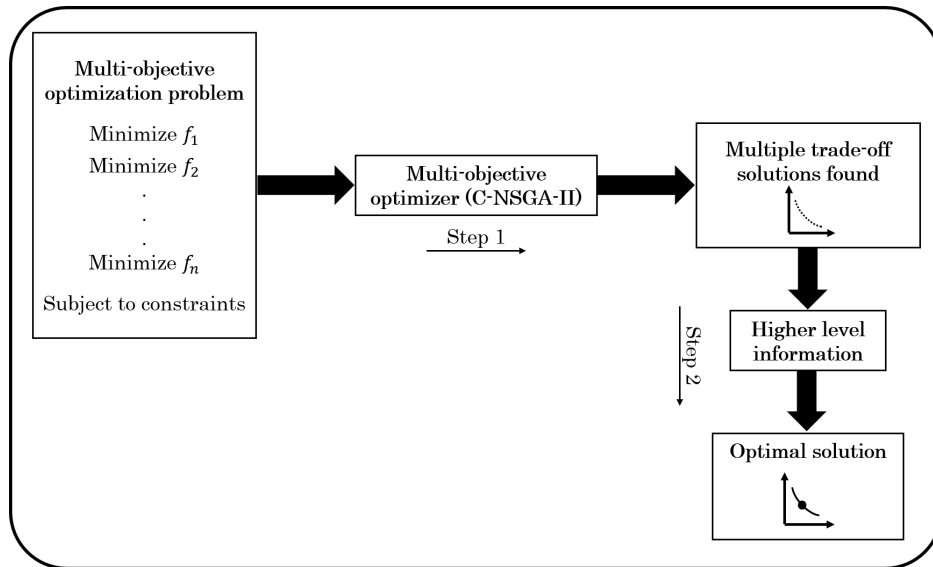 Multi-objective
optimization problem
Minimize f₁
Minimize f₂
.
.
.
Minimize fₙ
Subject to constraints
Multi-objective
optimizer (C-NSGA-II)
Step 1
Multiple trade-off
solutions found
Step 2
Higher level
information
Optimal solution